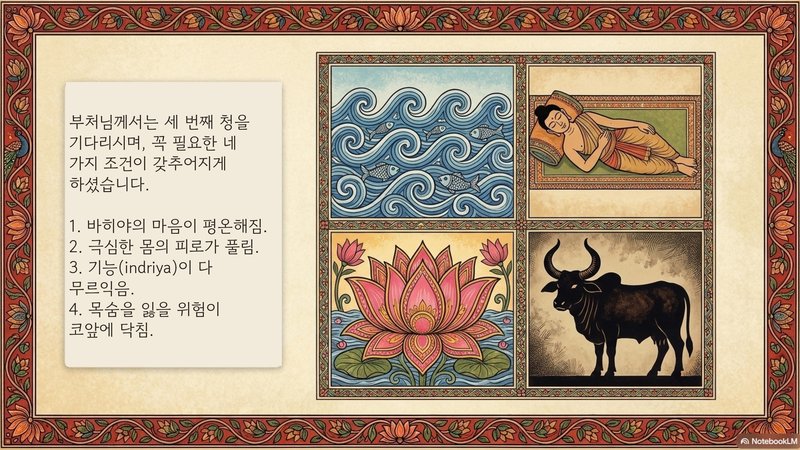 부처님께서는 세 번째 청을
기다리시며, 꼭 필요한 네
가지 조건이 갖추어지게
하셨습니다.
1. 바히야의 마음이 평온해짐.
2. 극심한 몸의 피로가 풀림.
3. 기능(indriya)이 다
무르익음.
4. 목숨을 잃을 위험이
코앞에 닥침.
NotebookLM